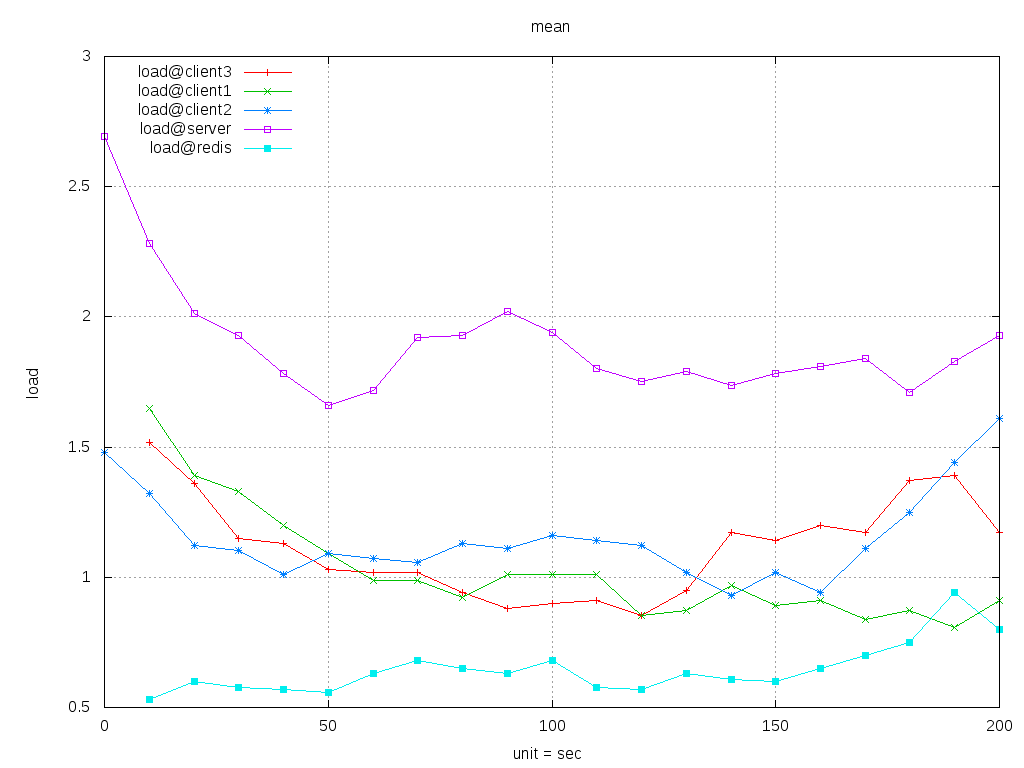 mean
3
load@client3
load@client1
load@client2
load@server
load@redis
2.5
2
load
1.5
1
0.5
0 50 100 150 200
unit = sec